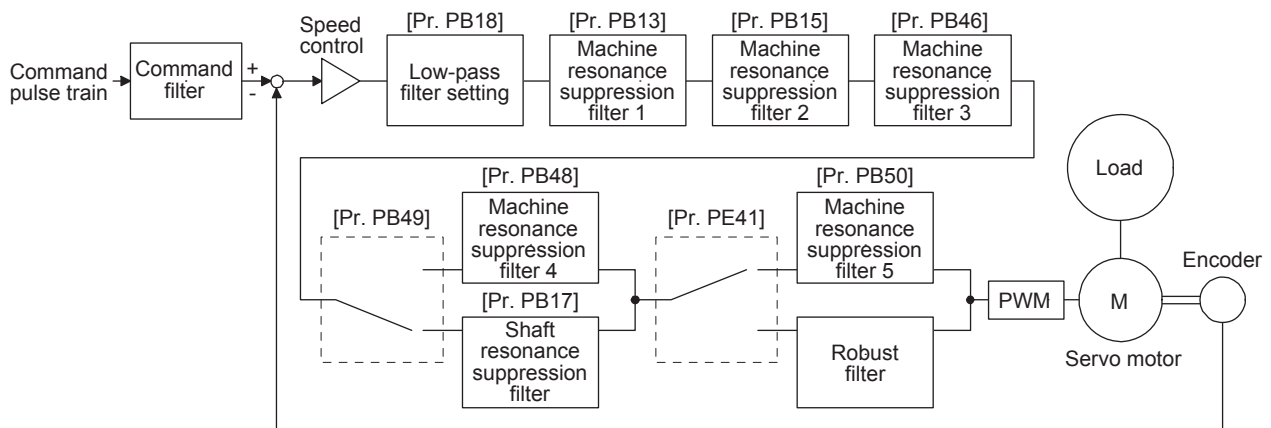 Speed
control
[Pr. PB18]
[Pr. PB13]
[Pr. PB15]
[Pr. PB46]
Command
pulse train
Command
filter
+
-
Low-pass
filter setting
Machine
resonance
suppression
filter 1
Machine
resonance
suppression
filter 2
Machine
resonance
suppression
filter 3
Load
[Pr. PB49]
[Pr. PB48]
Machine
resonance
suppression
filter 4
[Pr. PB17]
Shaft
resonance
suppression
filter
[Pr. PE41]
[Pr. PB50]
Machine
resonance
suppression
filter 5
Robust
filter
PWM
M
Servo motor
Encoder